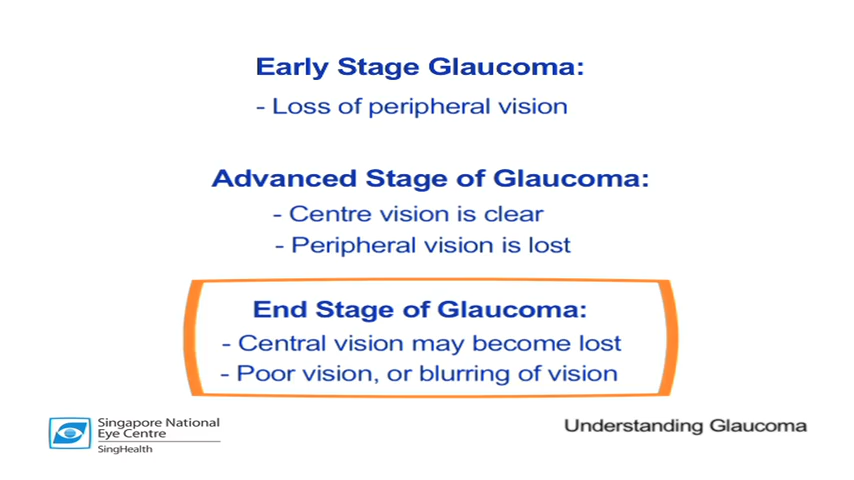 Early Stage Glaucoma:
- Loss of peripheral vision
Advanced Stage of Glaucoma:
- Centre vision is clear
- Peripheral vision is lost
End Stage of Glaucoma:
- Central vision may become lost
- Poor vision, or blurring of vision
Singapore National
Eye Centre
SingHealth
Understanding Glaucoma